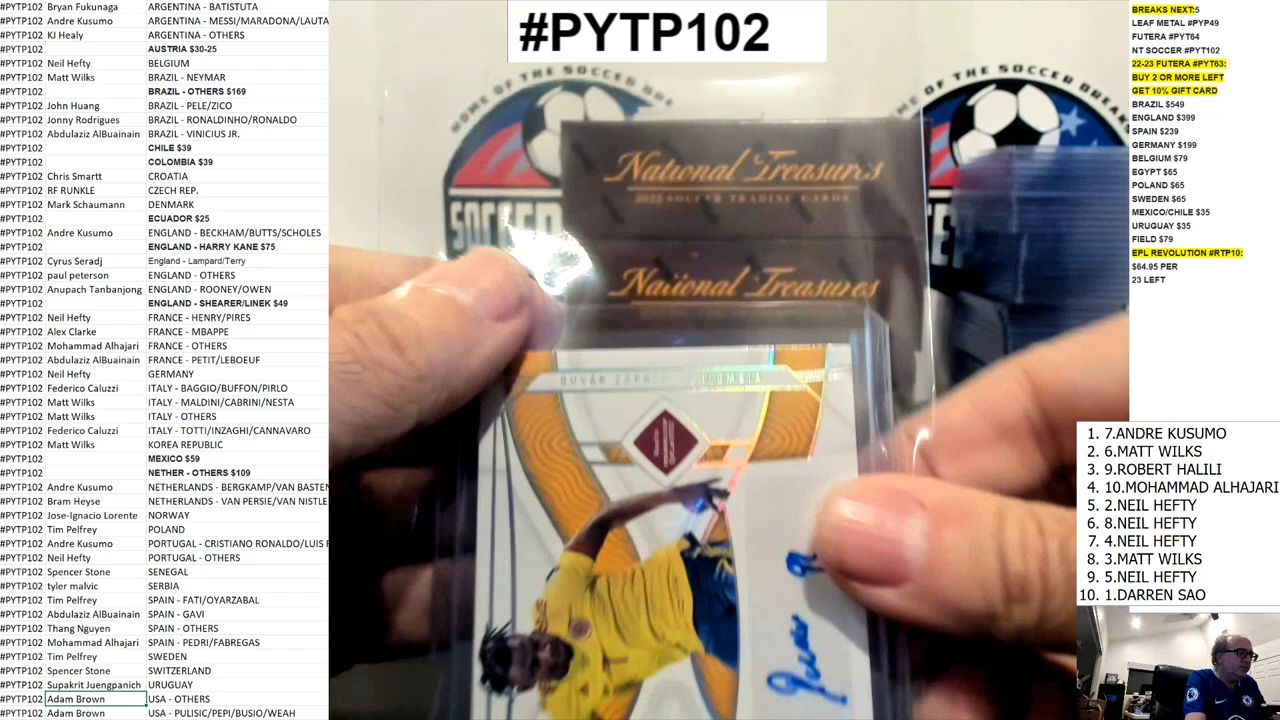 #PYTP102 Bryan Fukunaga ARGENTINA - BATISTUTA
#PYTP102 Andre Kusumo ARGENTINA - MESSI/MARADONA/LAUTA
#PYTP102 KJ Healy ARGENTINA - OTHERS
#PYTP102 AUSTRIA $30-25
#PYTP102 Neil Hefty BELGIUM
#PYTP102 Matt Wilks BRAZIL - NEYMAR
#PYTP102 BRAZIL - OTHERS $169
#PYTP102 John Huang BRAZIL - PELE/ZICO
#PYTP102 Jonny Rodrigues BRAZIL - RONALDINHO/RONALDO
#PYTP102 Abdulaziz AlBuainain BRAZIL - VINICIUS JR.
#PYTP102 CHILE $39
#PYTP102 COLOMBIA $39
#PYTP102 Chris Smartt CROATIA
#PYTP102 RF RUNKLE CZECH REP.
#PYTP102 Mark Schaumann DENMARK
#PYTP102 ECUADOR $25
#PYTP102 Andre Kusumo ENGLAND - BECKHAM/BUTTS/SCHOLES
#PYTP102 ENGLAND - HARRY KANE $75
#PYTP102 Cyrus Seradj England - Lampard/Terry
#PYTP102 paul peterson ENGLAND - OTHERS
#PYTP102 Anupach Tanbanjong ENGLAND - ROONEY/OWEN
#PYTP102 ENGLAND - SHEARER/LINEK $49
#PYTP102 Neil Hefty FRANCE - HENRY/PIRES
#PYTP102 Alex Clarke FRANCE - MBAPPE
#PYTP102 Mohammad Alhajari FRANCE - OTHERS
#PYTP102 Abdulaziz AlBuainain FRANCE - PETIT/LEBOEUF
#PYTP102 Neil Hefty GERMANY
#PYTP102 Federico Caluzzi ITALY - BAGGIO/BUFFON/PIRLO
#PYTP102 Matt Wilks ITALY - MALDINI/CABRINI/NESTA
#PYTP102 Matt Wilks ITALY - OTHERS
#PYTP102 Federico Caluzzi ITALY - TOTTI/INZAGHI/CANNAVARO
#PYTP102 Matt Wilks KOREA REPUBLIC
#PYTP102 MEXICO $59
#PYTP102 NETHER - OTHERS $109
#PYTP102 Andre Kusumo NETHERLANDS - BERGKAMP/VAN BASTEN
#PYTP102 Bram Heyse NETHERLANDS - VAN PERSIE/VAN NISTLE
#PYTP102 Jose-Ignacio Lorente NORWAY
#PYTP102 Tim Pelfrey POLAND
#PYTP102 Andre Kusumo PORTUGAL - CRISTIANO RONALDO/LUIS F
#PYTP102 Neil Hefty PORTUGAL - OTHERS
#PYTP102 Spencer Stone SENEGAL
#PYTP102 tyler malvic SERBIA
#PYTP102 Tim Pelfrey SPAIN - FATI/OYARZABAL
#PYTP102 Abdulaziz AlBuainain SPAIN - GAVI
#PYTP102 Thang Nguyen SPAIN - OTHERS
#PYTP102 Mohammad Alhajari SPAIN - PEDRI/FABREGAS
#PYTP102 Tim Pelfrey SWEDEN
#PYTP102 Spencer Stone SWITZERLAND
#PYTP102 Supakrit Juengpanich URUGUAY
#PYTP102 Adam Brown USA - OTHERS
#PYTP102 Adam Brown USA - PULISIC/PEPI/BUSIO/WEAH
#PYTP102
HOME OF THE SOCCER
SOCCER
OF THE SOCCER BREAK
SOC
National Treasures
2022 SOCCER TRADING CARDS
National Treasures
DUVÁN ZAPATA COLOMBIA
BREAKS NEXT:5
LEAF METAL #PYP49
FUTERA #PYT64
NT SOCCER #PYT102
22-23 FUTERA #PYT63:
BUY 2 OR MORE LEFT
GET 10% GIFT CARD
BRAZIL $549
ENGLAND $399
SPAIN $239
GERMANY $199
BELGIUM $79
EGYPT $65
POLAND $65
SWEDEN $65
MEXICO/CHILE $35
URUGUAY $35
FIELD $79
EPL REVOLUTION #RTP10:
$64.95 PER
23 LEFT
1. 7.ANDRE KUSUMO
2 6.MATT WILKS
3 9.ROBERT HALILI
4 10.MOHAMMAD ALHAJARI
5 2.NEIL HEFTY
6 8.NEIL HEFTY
7 4.NEIL HEFTY
8 3.MATT WILKS
9 5.NEIL HEFTY
10. 1.DARREN SAO